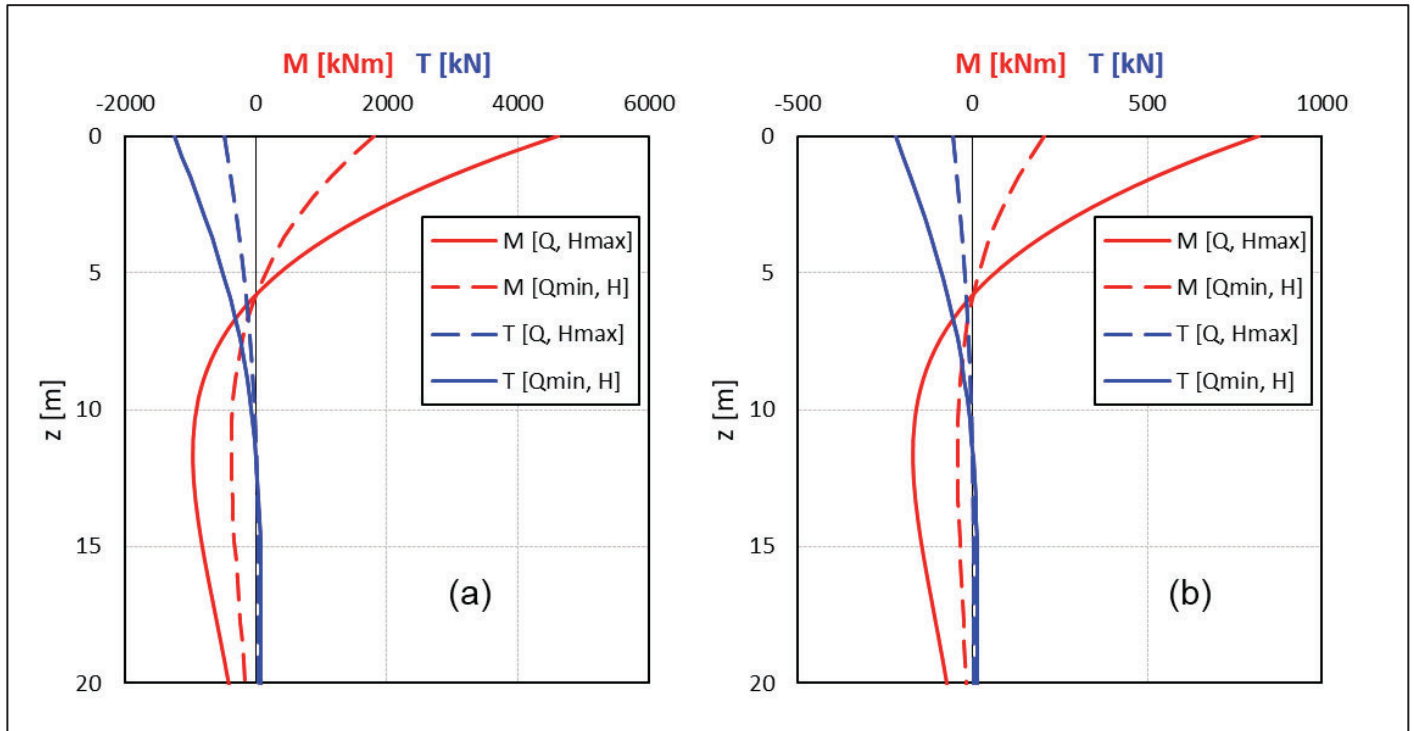 M [kNm] T [kN]
-2000 0 2000 4000 6000
0
5
10
15
20
z [m]
M [Q, Hmax]
M [Qmin, H]
T [Q, Hmax]
T [Qmin, H]
(a)
M [kNm] T [kN]
-500 0 500 1000
0
5
10
15
20
z [m]
M [Q, Hmax]
M [Qmin, H]
T [Q, Hmax]
T [Qmin, H]
(b)